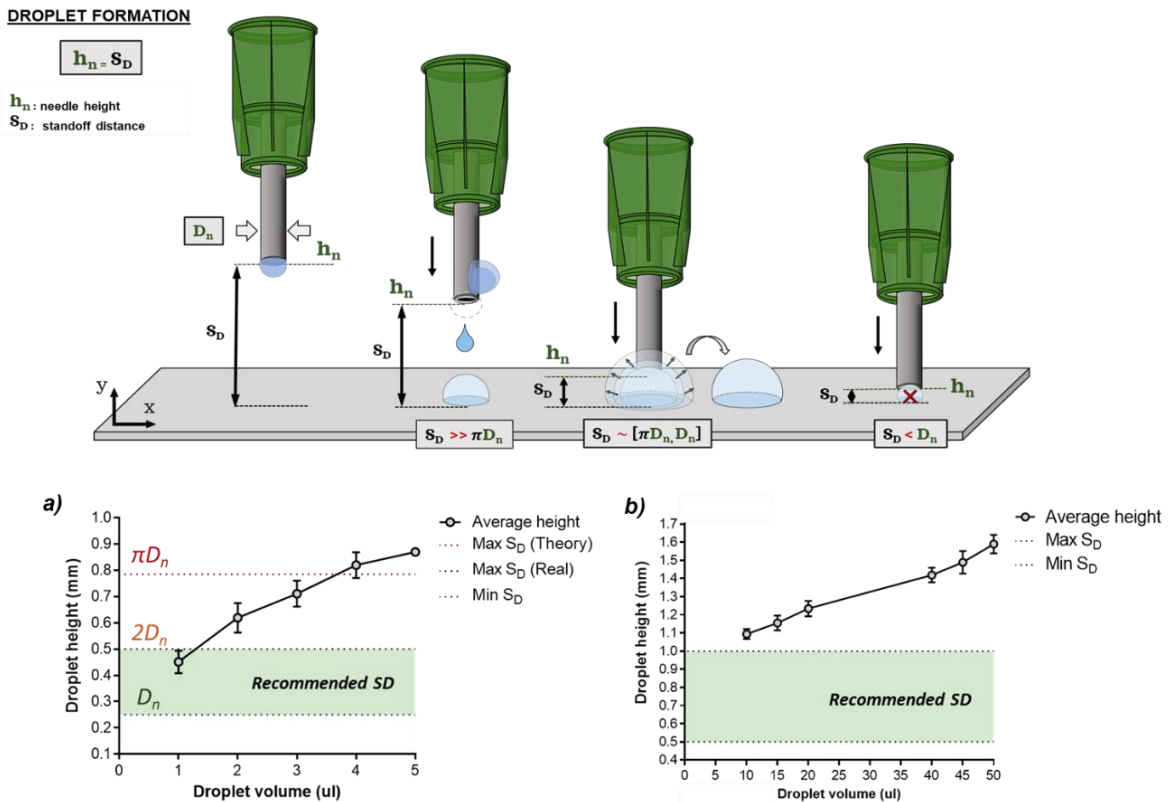 DROPLET FORMATION
hn = SD
hn: needle height
SD: standoff distance
Dn
hn
SD
hn
SD
hn
SD
hn
SD
y
x
SD >> πDn
SD ~ [πDn, Dn]
SD < Dn
a)
Droplet height (mm)
1.0
0.9
0.8
0.7
0.6
0.5
0.4
0.3
0.2
0.1
πDn
2Dn
Dn
Recommended SD
0 1 2 3 4 5
Droplet volume (ul)
Average height
Max SD (Theory)
Max SD (Real)
Min SD
b)
Droplet height (mm)
1.7
1.6
1.5
1.4
1.3
1.2
1.1
1.0
0.9
0.8
0.7
0.6
0.5
0.4
Recommended SD
0 5 10 15 20 25 30 35 40 45 50
Droplet volume (ul)
Average height
Max SD
Min SD